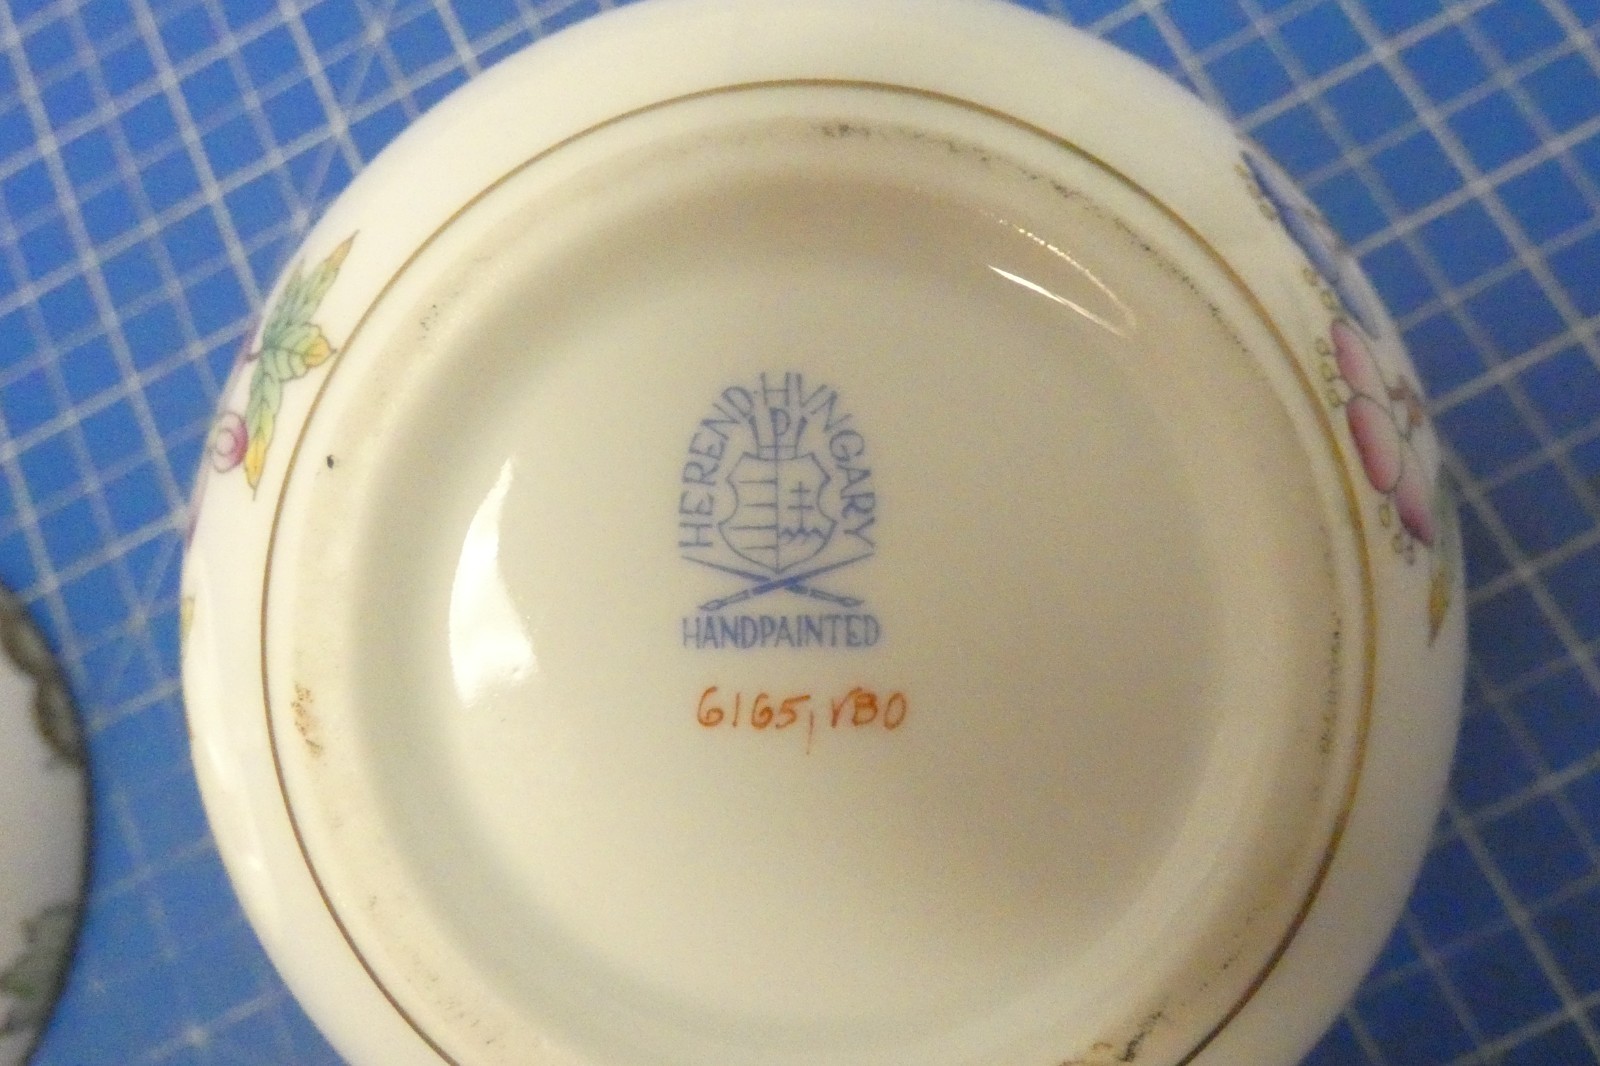 HEREND·HVNGARY
HANDPAINTED
6165, VBO